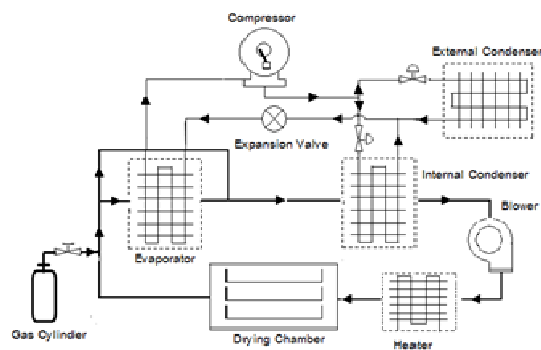 Compressor
External Condenser
Expansion Valve
Internal Condenser
Blower
Evaporator
Gas Cylinder
Drying Chamber
Heater